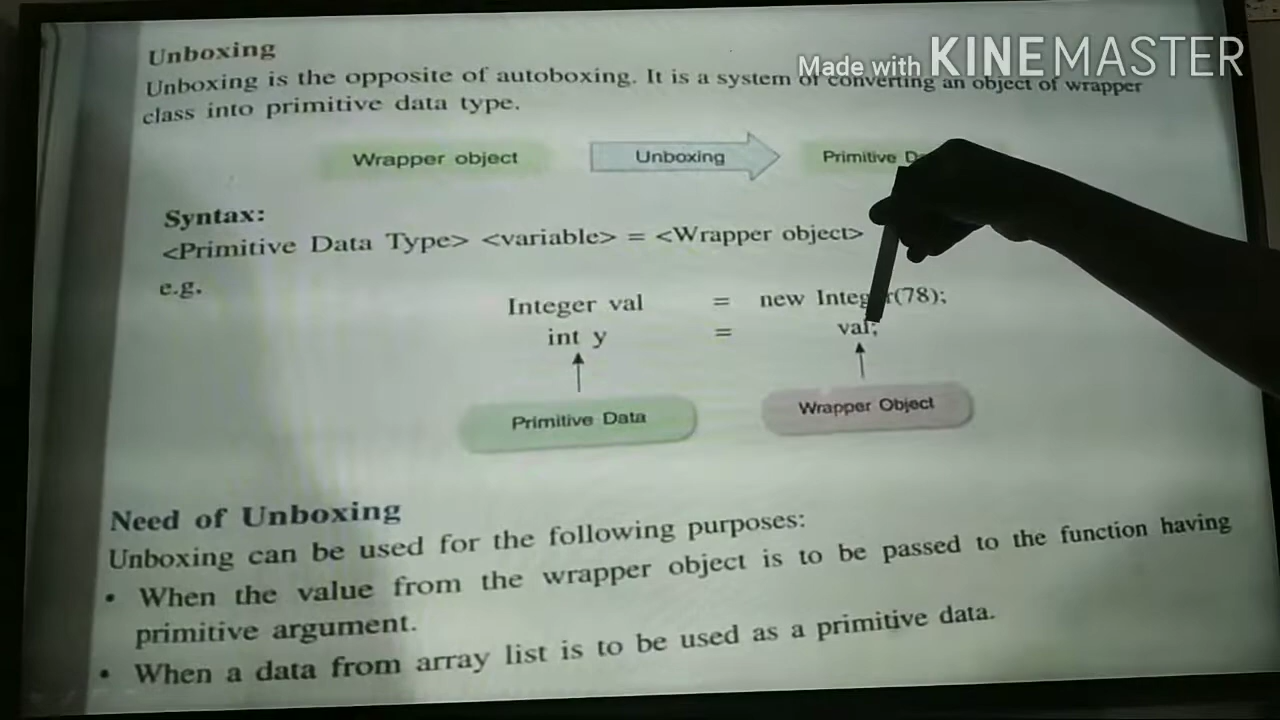 Unboxing
Made with KINEMASTER
Unboxing is the opposite of autoboxing. It is a system of converting an object of wrapper
class into primitive data type.
Wrapper object Unboxing Primitive
Syntax:
<Primitive Data Type> <variable> = <Wrapper object>
e.g.
Integer val = new Integer(78);
int y = val;
Primitive Data Wrapper Object
Need of Unboxing
Unboxing can be used for the following purposes:
• When the value from the wrapper object is to be passed to the function having
primitive argument.
• When a data from array list is to be used as a primitive data.